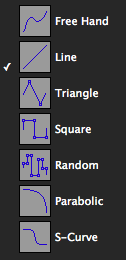 Free Hand
Line
Triangle
Square
Random
Parabolic
S-Curve